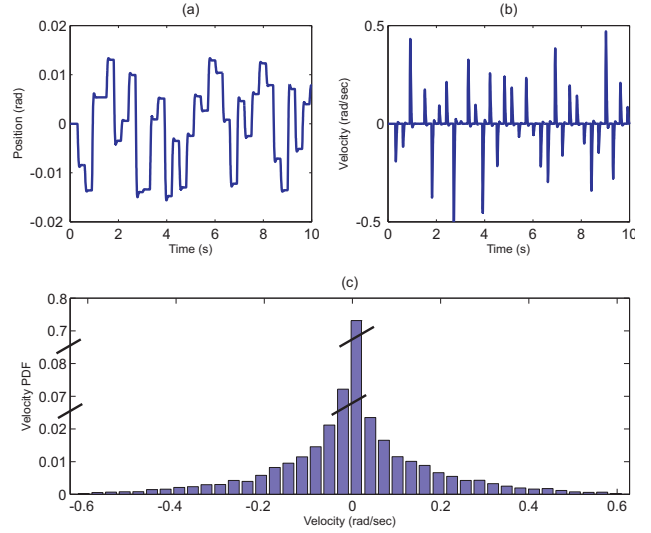 (a)
0.02
0.01
0
-0.01
-0.02
Position (rad)
0 2 4 6 8 10
Time (s)
(b)
0.5
0
-0.5
Velocity (rad/sec)
0 2 4 6 8 10
Time (s)
(c)
0.8
0.7
0.08
0.07
0.02
0.01
0
Velocity PDF
-0.6 -0.4 -0.2 0 0.2 0.4 0.6
Velocity (rad/sec)